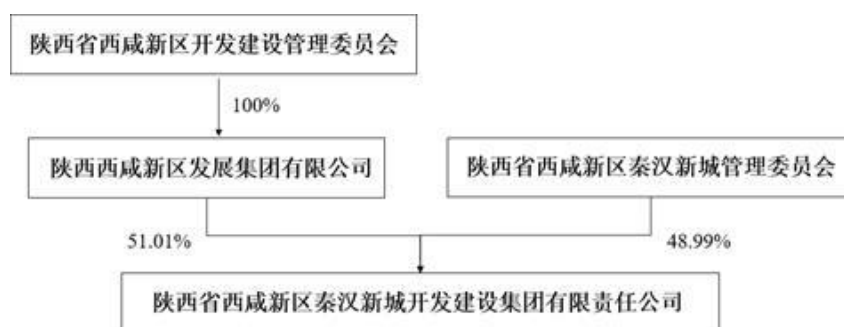 陕西省西咸新区开发建设管理委员会
100%
陕西西咸新区发展集团有限公司
陕西省西咸新区秦汉新城管理委员会
51.01%
48.99%
陕西省西咸新区秦汉新城开发建设集团有限责任公司